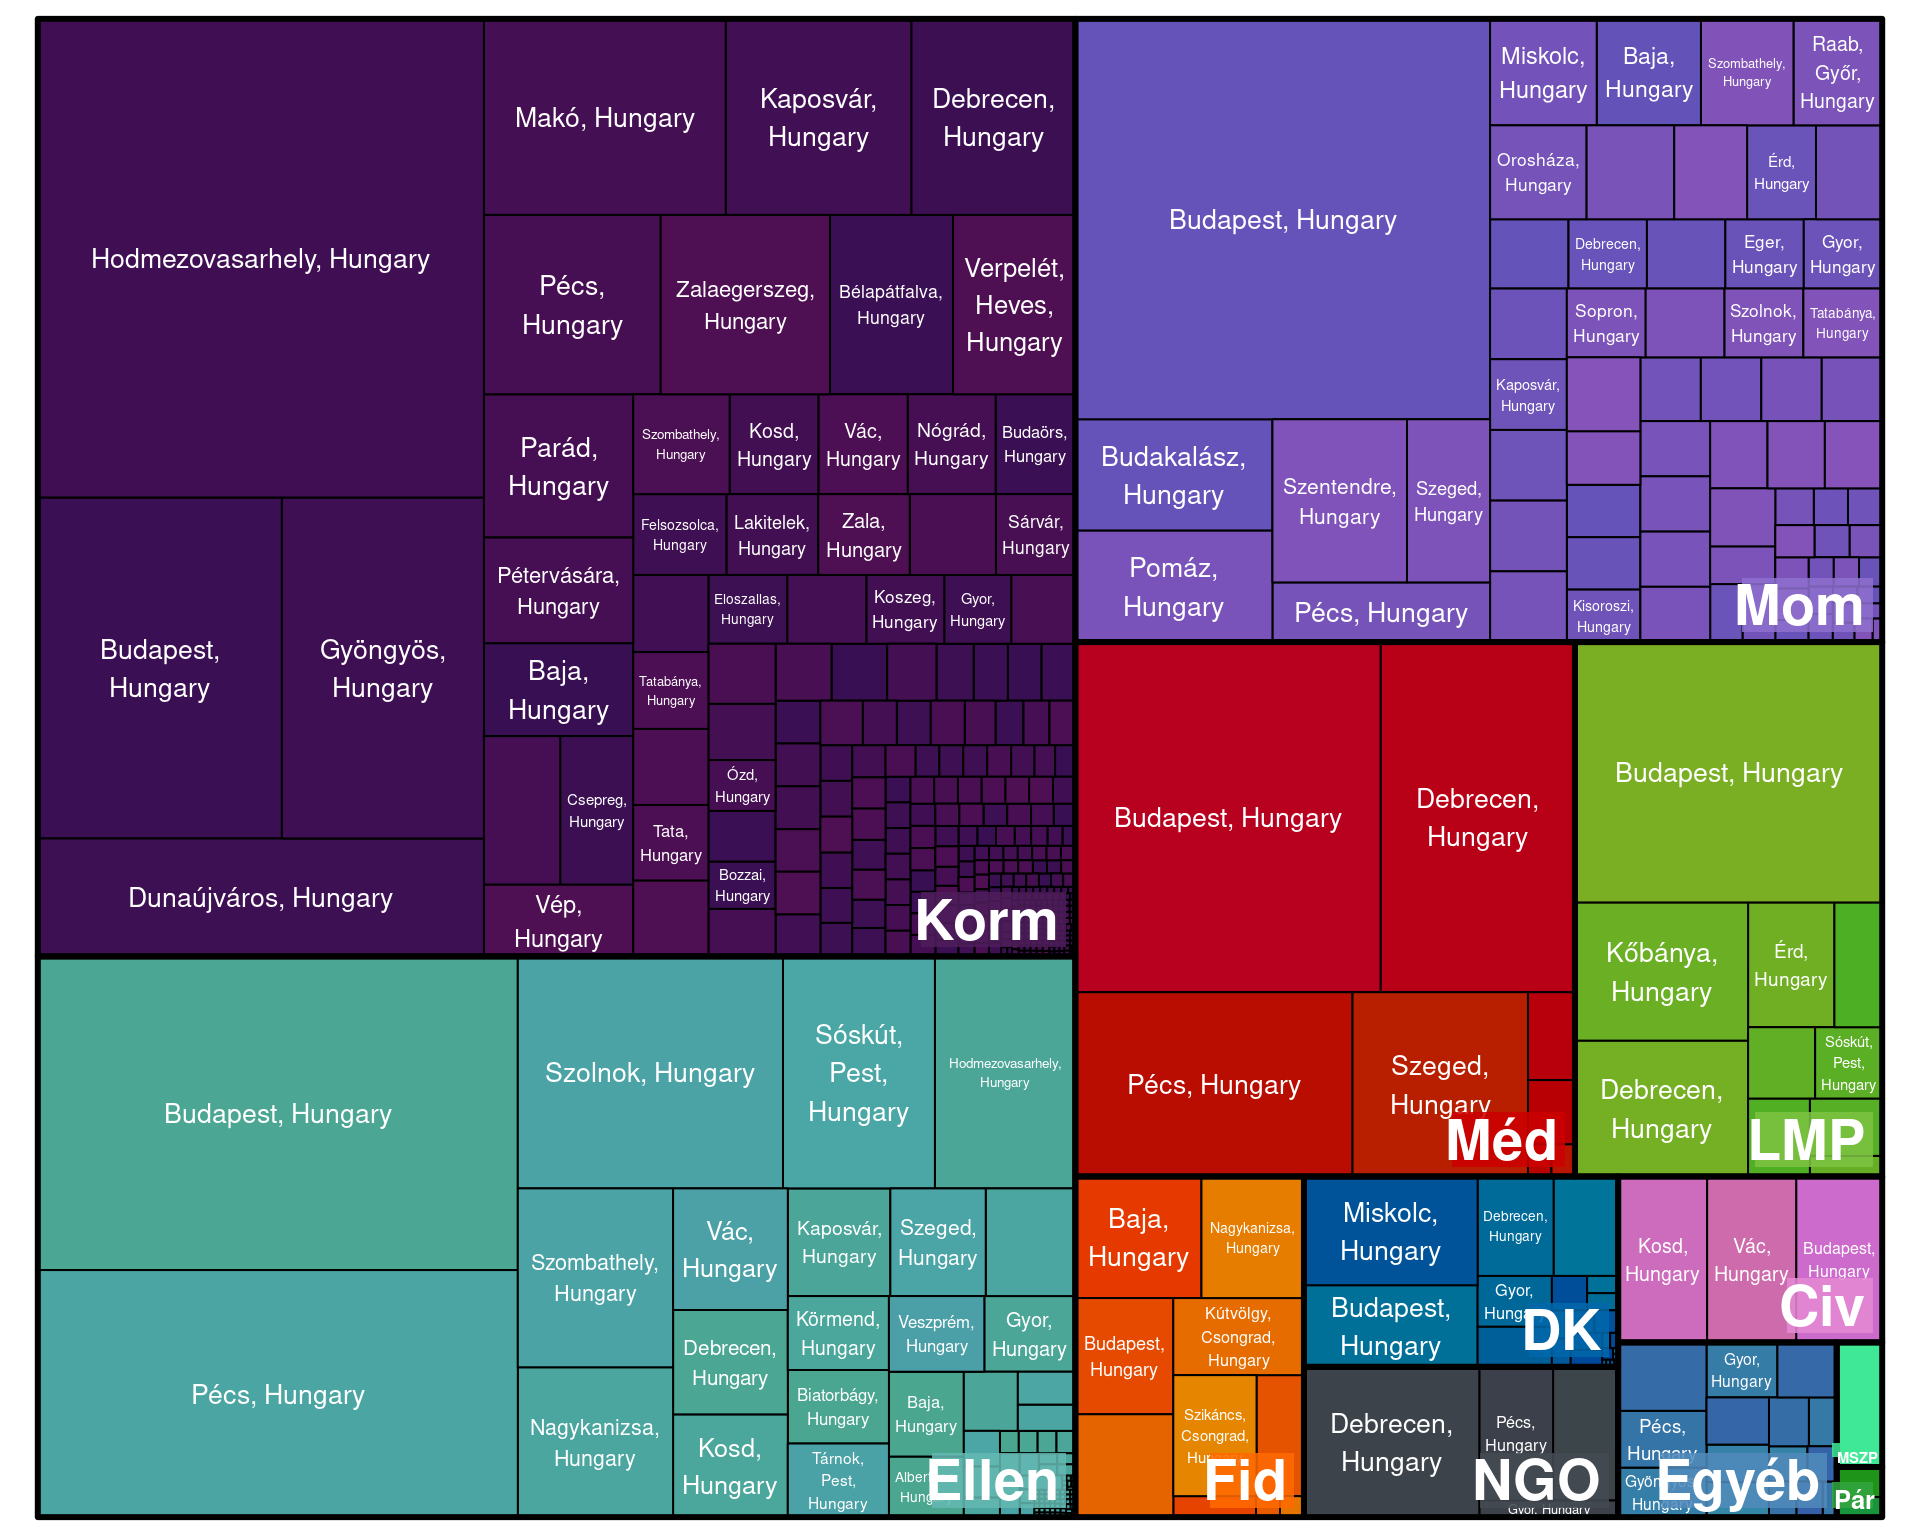 Hodmezovasarhely, Hungary
Budapest,
Hungary
Gyöngyös,
Hungary
Dunaújváros, Hungary
Makó, Hungary
Kaposvár,
Hungary
Debrecen,
Hungary
Pécs,
Hungary
Zalaegerszeg,
Hungary
Bélapátfalva,
Hungary
Verpelét,
Heves,
Hungary
Parád,
Hungary
Szombathely,
Hungary
Kosd,
Hungary
Vác,
Hungary
Nógrád,
Hungary
Budaörs,
Hungary
Felsozsolca,
Hungary
Lakitelek,
Hungary
Zala,
Hungary
Sárvár,
Hungary
Pétervására,
Hungary
Eloszallas,
Hungary
Koszeg,
Hungary
Gyor,
Hungary
Baja,
Hungary
Tatabánya,
Hungary
Csepreg,
Hungary
Ózd,
Hungary
Tata,
Hungary
Bozzai,
Hungary
Vép,
Hungary
Korm
Budapest, Hungary
Miskolc,
Hungary
Baja,
Hungary
Szombathely,
Hungary
Raab,
Győr,
Hungary
Orosháza,
Hungary
Érd,
Hungary
Debrecen,
Hungary
Eger,
Hungary
Gyor,
Hungary
Sopron,
Hungary
Szolnok,
Hungary
Tatabánya,
Hungary
Kaposvár,
Hungary
Budakalász,
Hungary
Szentendre,
Hungary
Szeged,
Hungary
Pomáz,
Hungary
Pécs, Hungary
Kisoroszi,
Hungary
Mom
Budapest, Hungary
Debrecen,
Hungary
Pécs, Hungary
Szeged,
Hungary
Méd
Budapest, Hungary
Kőbánya,
Hungary
Érd,
Hungary
Debrecen,
Hungary
Sóskút,
Pest,
Hungary
LMP
Budapest, Hungary
Pécs, Hungary
Szolnok, Hungary
Sóskút,
Pest,
Hungary
Hodmezovasarhely,
Hungary
Szombathely,
Hungary
Vác,
Hungary
Kaposvár,
Hungary
Szeged,
Hungary
Debrecen,
Hungary
Körmend,
Hungary
Veszprém,
Hungary
Gyor,
Hungary
Nagykanizsa,
Hungary
Kosd,
Hungary
Biatorbágy,
Hungary
Baja,
Hungary
Tárnok,
Pest,
Hungary
Ellen
Baja,
Hungary
Nagykanizsa,
Hungary
Budapest,
Hungary
Kútvölgy,
Csongrad,
Hungary
Szikáncs,
Csongrad,
Fid
Miskolc,
Hungary
Debrecen,
Hungary
Budapest,
Hungary
Gyor,
Hungary
DK
Debrecen,
Hungary
Pécs,
Hungary
Gyor, Hungary
NGO
Kosd,
Hungary
Vác,
Hungary
Budapest,
Hungary
Civ
Gyor,
Hungary
Pécs,
Hungary
Egyéb
MSZP
Pár